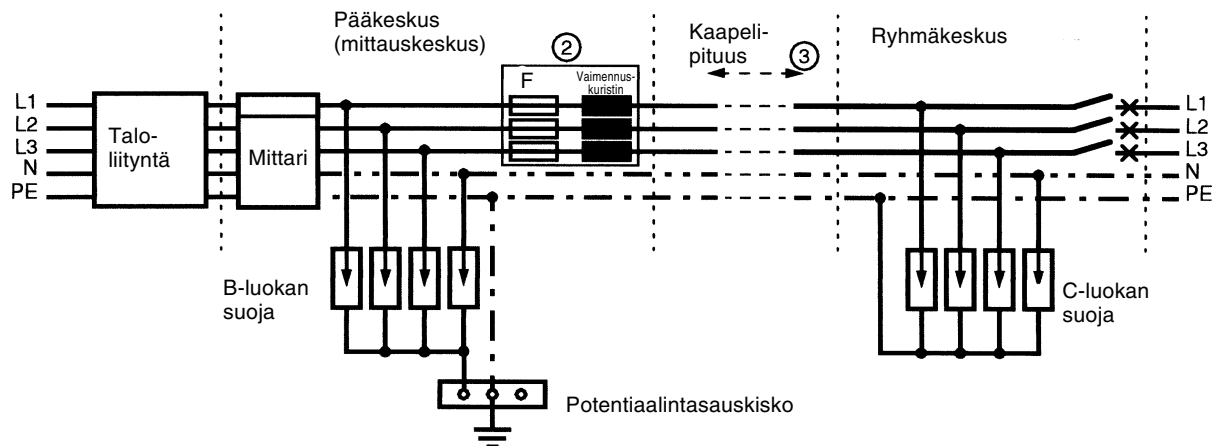 Pääkeskus
(mittauskeskus)
2
Kaapeli-
pituus
3
Ryhmäkeskus
F
Vaimennus-
kuristin
L1
L2
L3
N
PE
Talo-
liityntä
Mittari
L1
L2
L3
N
PE
B-luokan
suoja
C-luokan
suoja
Potentiaalintasauskisko